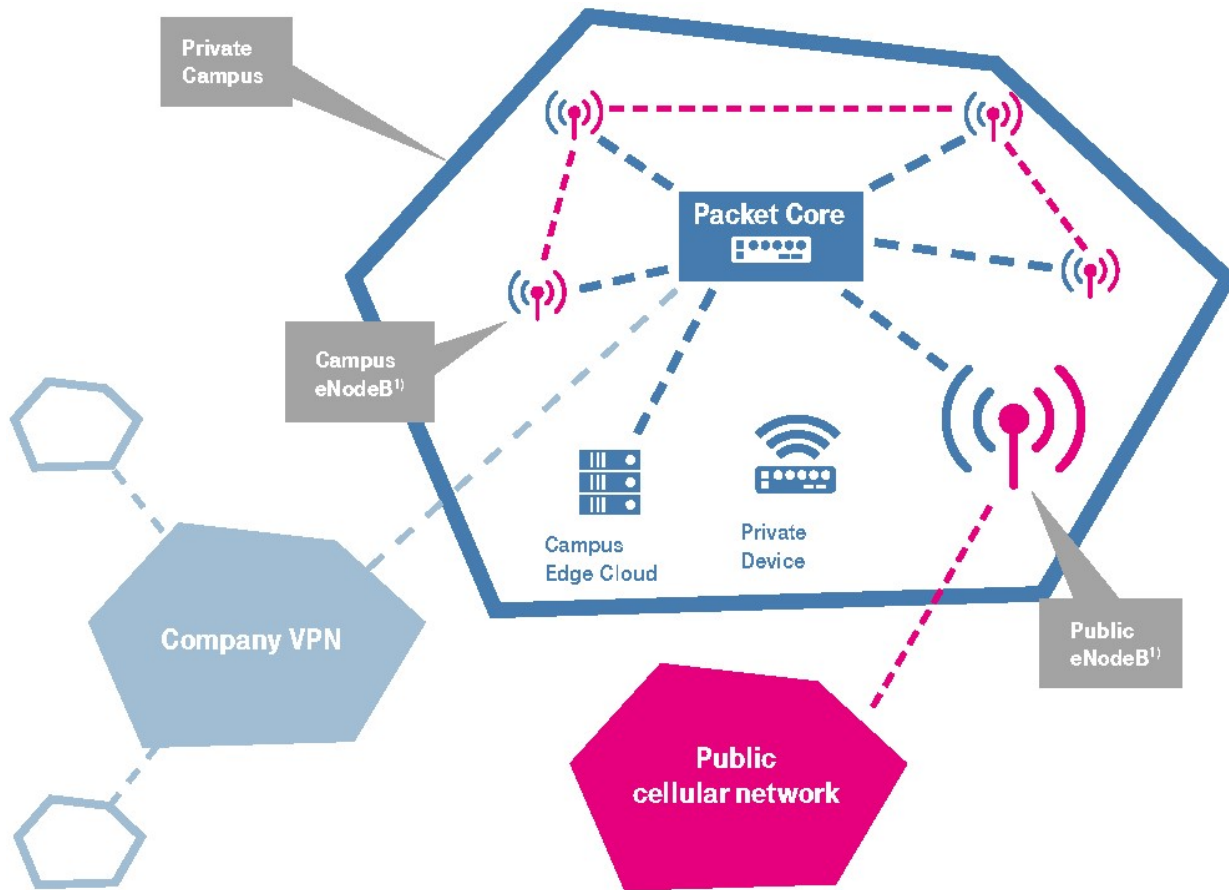 Private
Campus
Packet Core
Campus
eNodeB¹⁾
Campus
Edge Cloud
Private
Device
Company VPN
Public
eNodeB¹⁾
Public
cellular network